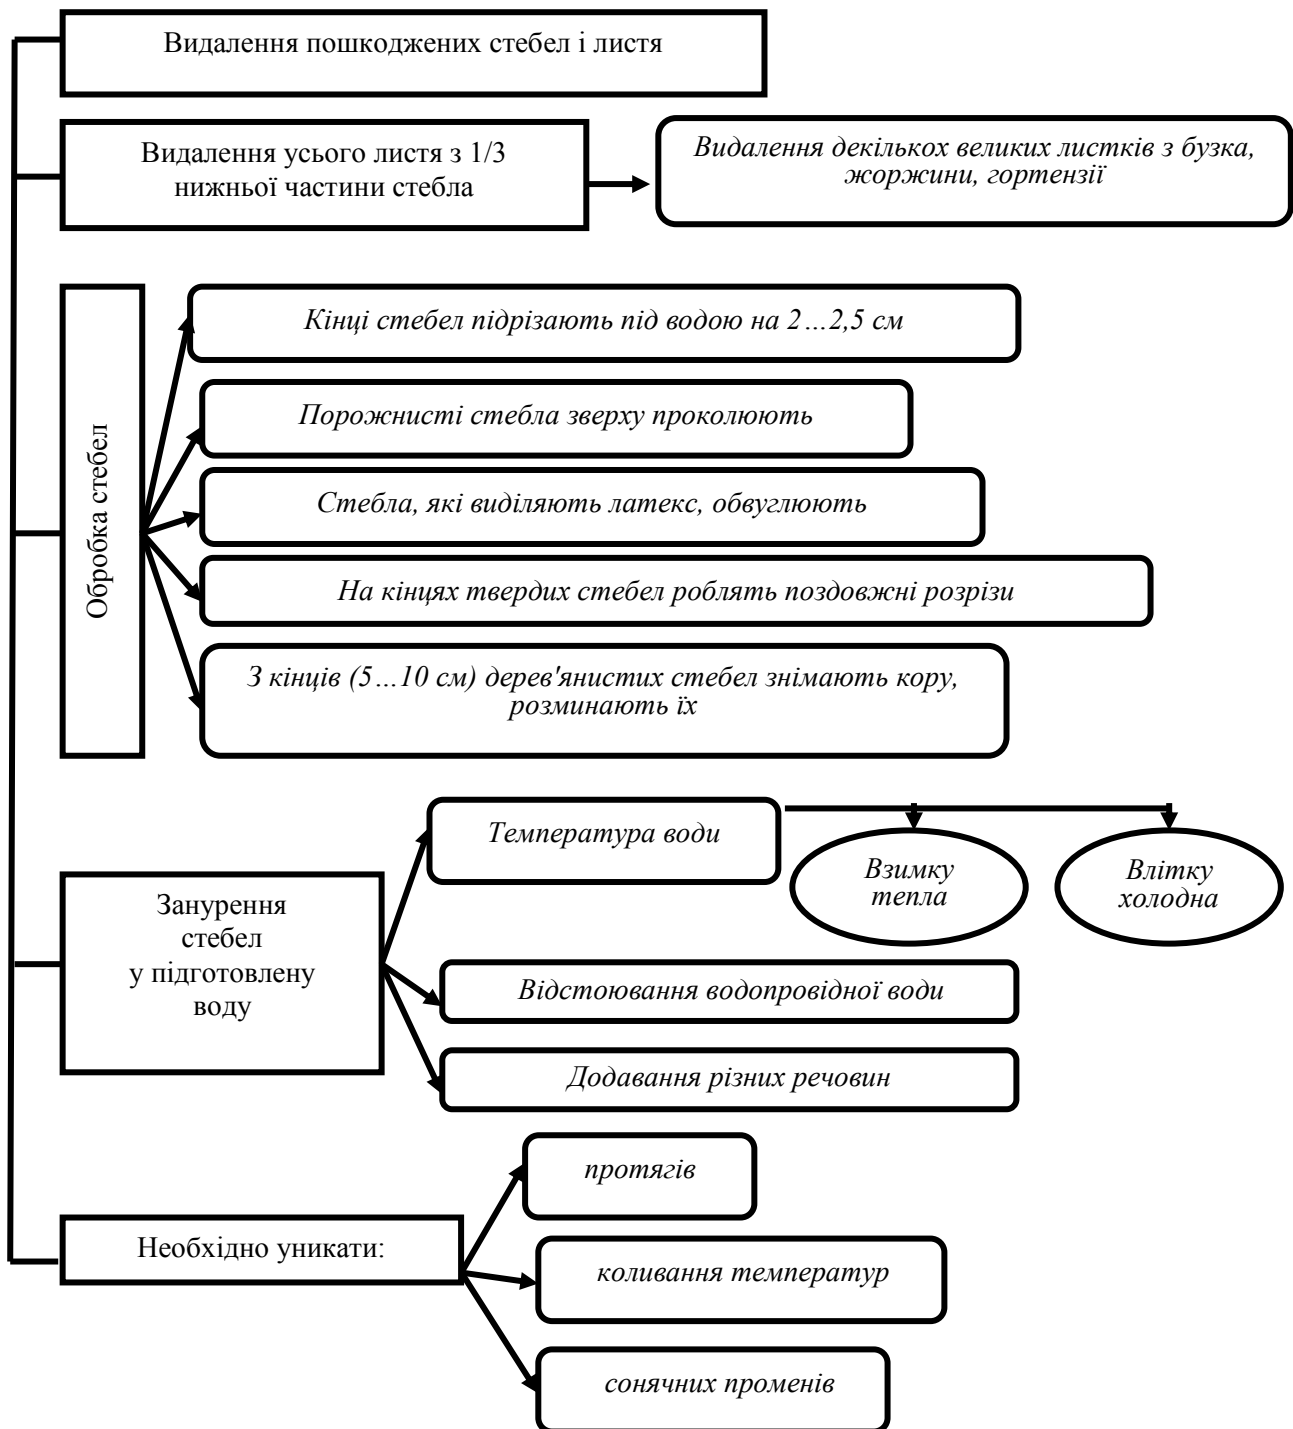 Видалення пошкоджених стебел і листя
Видалення усього листя з 1/3
нижньої частини стебла
Видалення декількох великих листків з бузка,
жоржини, гортензії
Обробка стебел
Кінці стебел підрізають під водою на 2…2,5 см
Порожнисті стебла зверху проколюють
Стебла, які виділяють латекс, обвуглюють
На кінцях твердих стебел роблять поздовжні розрізи
З кінців (5…10 см) дерев'янистих стебел знімають кору,
розминають їх
Занурення
стебел
у підготовлену
воду
Температура води
Взимку
тепла
Влітку
холодна
Відстоювання водопровідної води
Додавання різних речовин
Необхідно уникати:
протягів
коливання температур
сонячних променів